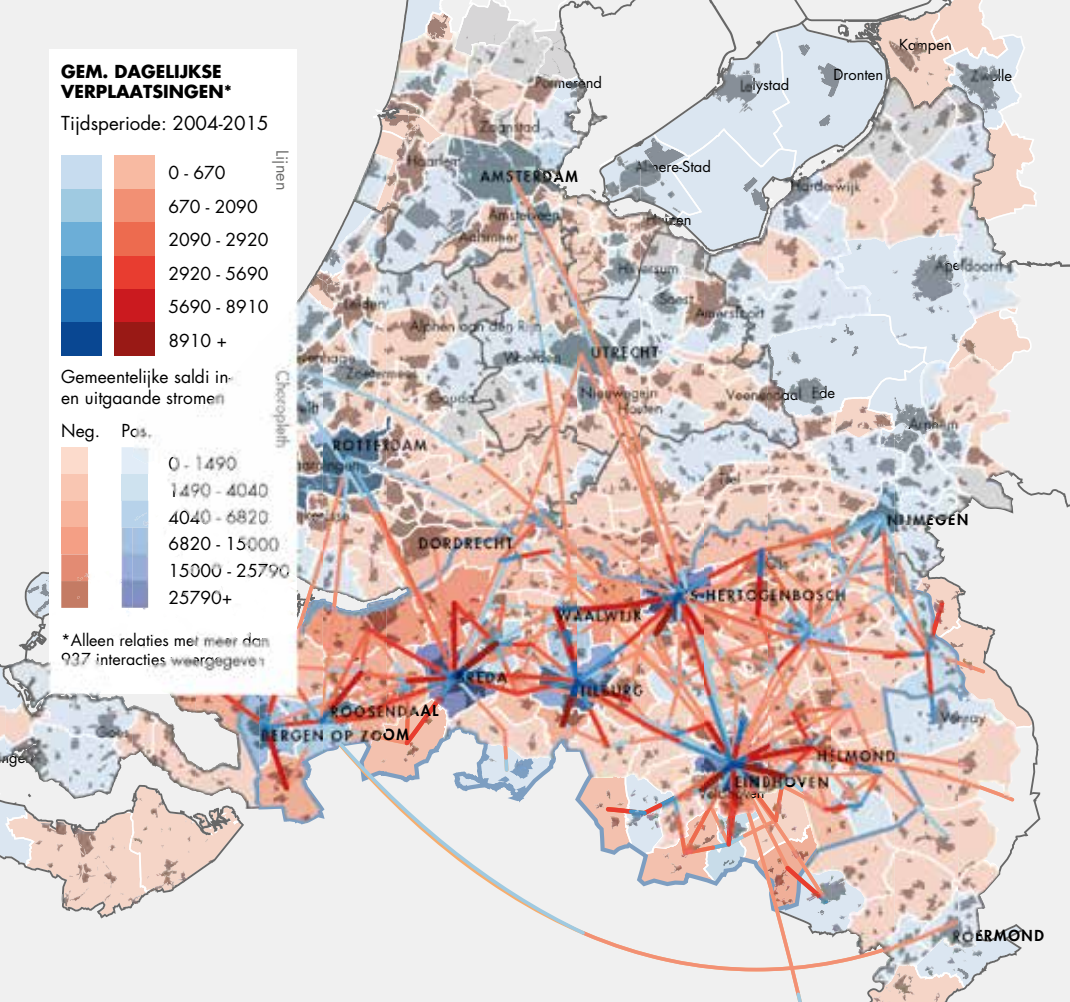 GEM. DAGELIJKSE
VERPLAATSINGEN*
Tijdsperiode: 2004-2015
Lijnen
0 - 670
670 - 2090
2090 - 2920
2920 - 5690
5690 - 8910
8910 +
Gemeentelijke saldi in-
en uitgaande stromen
Choropleth
Neg. Pos.
0 - 1490
1490 - 4040
4040 - 6820
6820 - 15000
15000 - 25790
25790+
*Alleen relaties met meer dan
937 interacties weergegeven
Kampen
Zwolle
Dronten
Lelystad
Purmerend
Zaanstad
Haarlem
Almere-Stad
AMSTERDAM
Harderwijk
Amstelveen
Huizen
Aalsmeer
Hilversum
Apeldoorn
Soest
Leiden
Amersfoort
Alphen aan den Rijn
Woerden
UTRECHT
Zoetermeer
Nieuwegein
Veenendaal
Ede
Gouda
Houten
Arnhem
ROTTERDAM
Tiel
NIJMEGEN
DORDRECHT
Oss
'S-HERTOGENBOSCH
WAALWIJK
BREDA
TILBURG
ROOSENDAAL
Venray
Goes
BERGEN OP ZOOM
HELMOND
EINDHOVEN
Veldhoven
ROERMOND